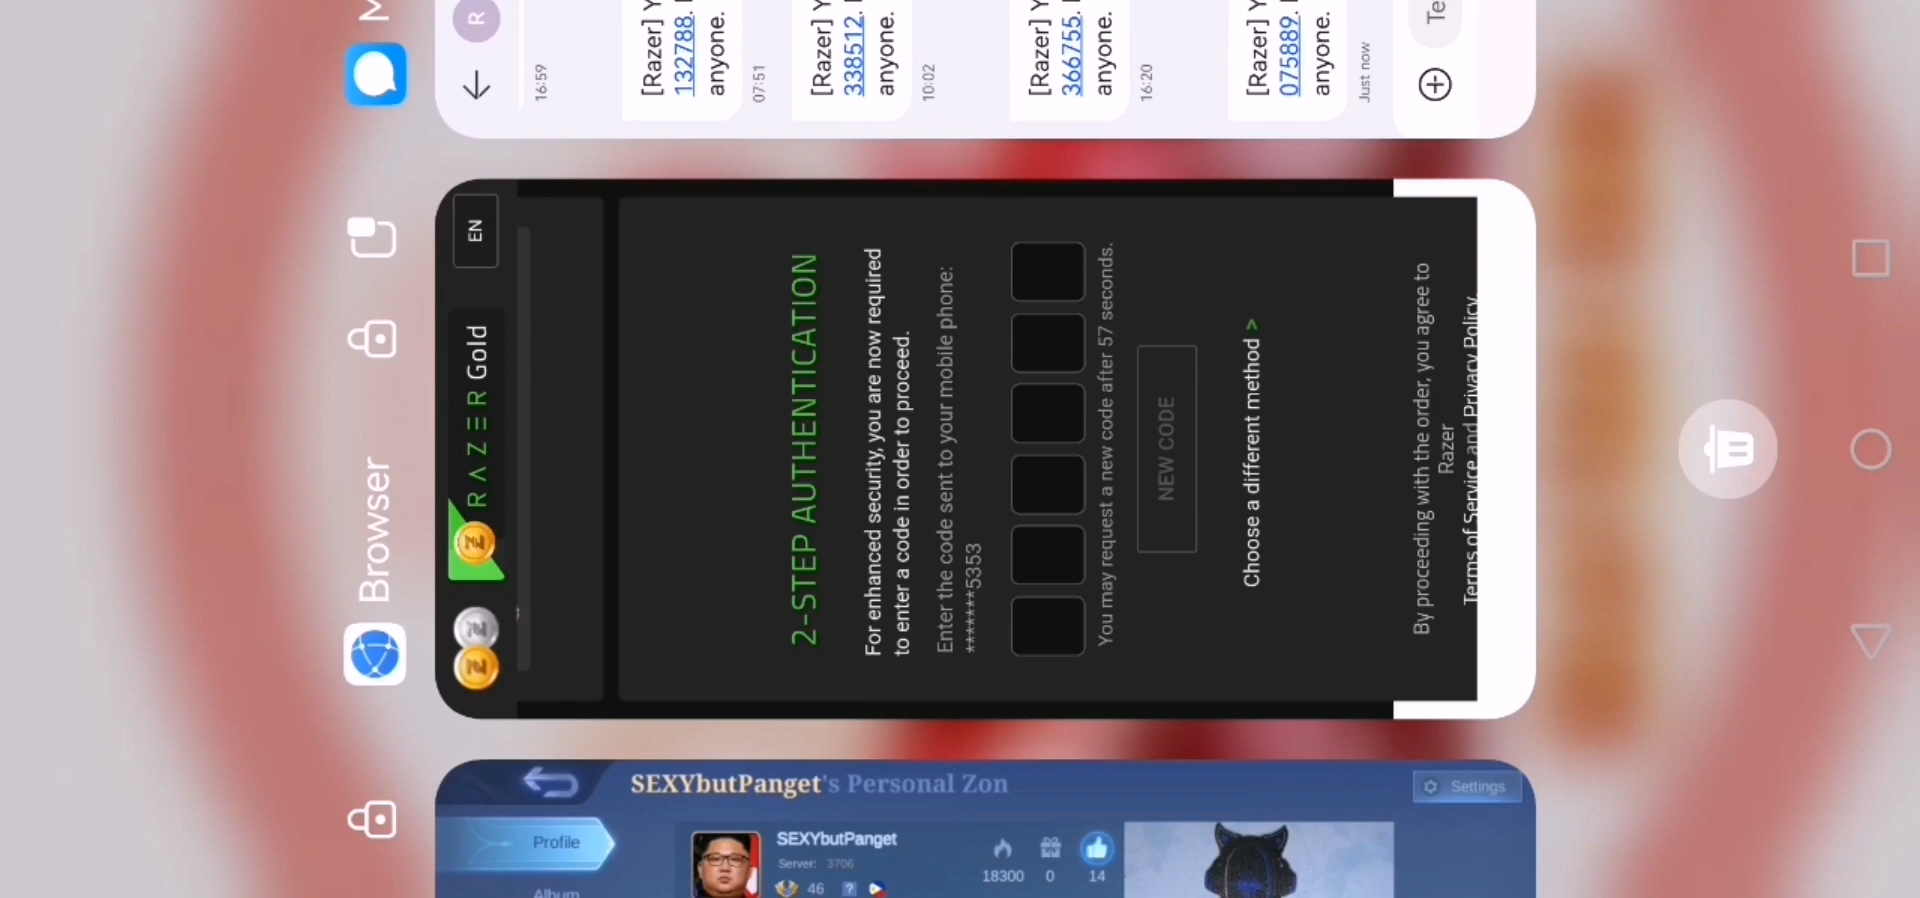 M
R
16:59
[Razer] Y
132788.
anyone.
07:51
[Razer] Y
338512.
anyone.
10:02
[Razer] Y
366755.
anyone.
16:20
[Razer] Y
075889.
anyone.
Just now
Te
Browser
RAZER Gold
EN
2-STEP AUTHENTICATION
For enhanced security, you are now required
to enter a code in order to proceed.
Enter the code sent to your mobile phone:
*******5353
You may request a new code after 57 seconds.
NEW CODE
Choose a different method >
By proceeding with the order, you agree to
Razer
Terms of Service and Privacy Policy.
SEXYbutPanget's Personal Zon
Settings
Profile
SEXYbutPanget
Server: 3706
46
?
18300
0
14
Album